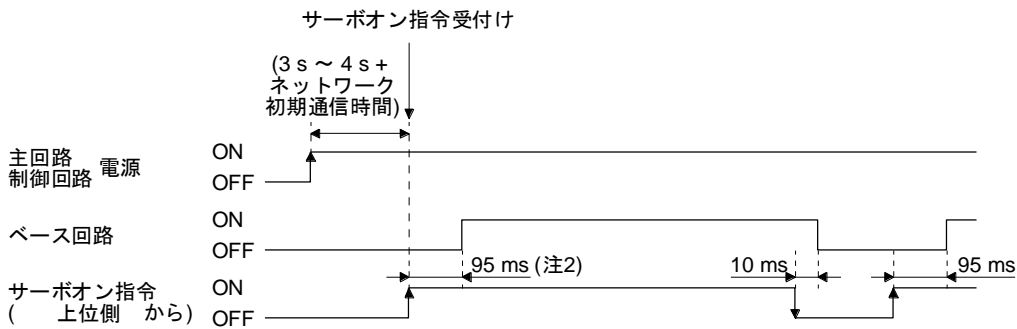 サーボオン指令受付け
(3 s ～ 4 s +
ネットワーク
初期通信時間)
主回路
制御回路 電源
ON
OFF
ベース回路
ON
OFF
95 ms (注2)
10 ms
95 ms
サーボオン指令
( 上位側 から)
ON
OFF